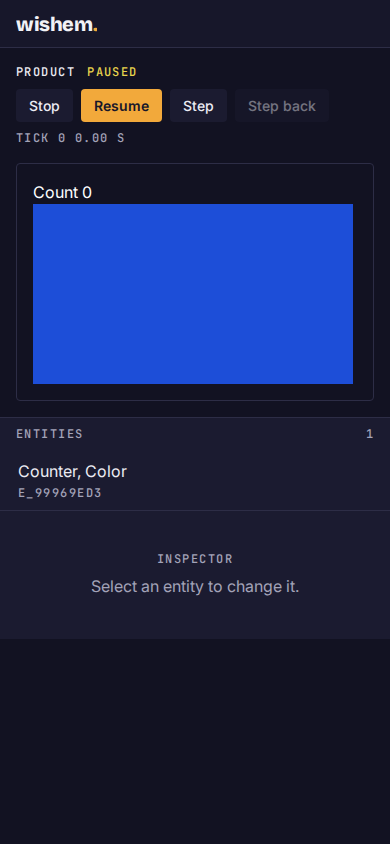 wishem.
PRODUCT PAUSED
Stop Resume Step Step back
TICK 0 0.00 S
Count 0
ENTITIES 1
Counter, Color
E_99969ED3
INSPECTOR
Select an entity to change it.